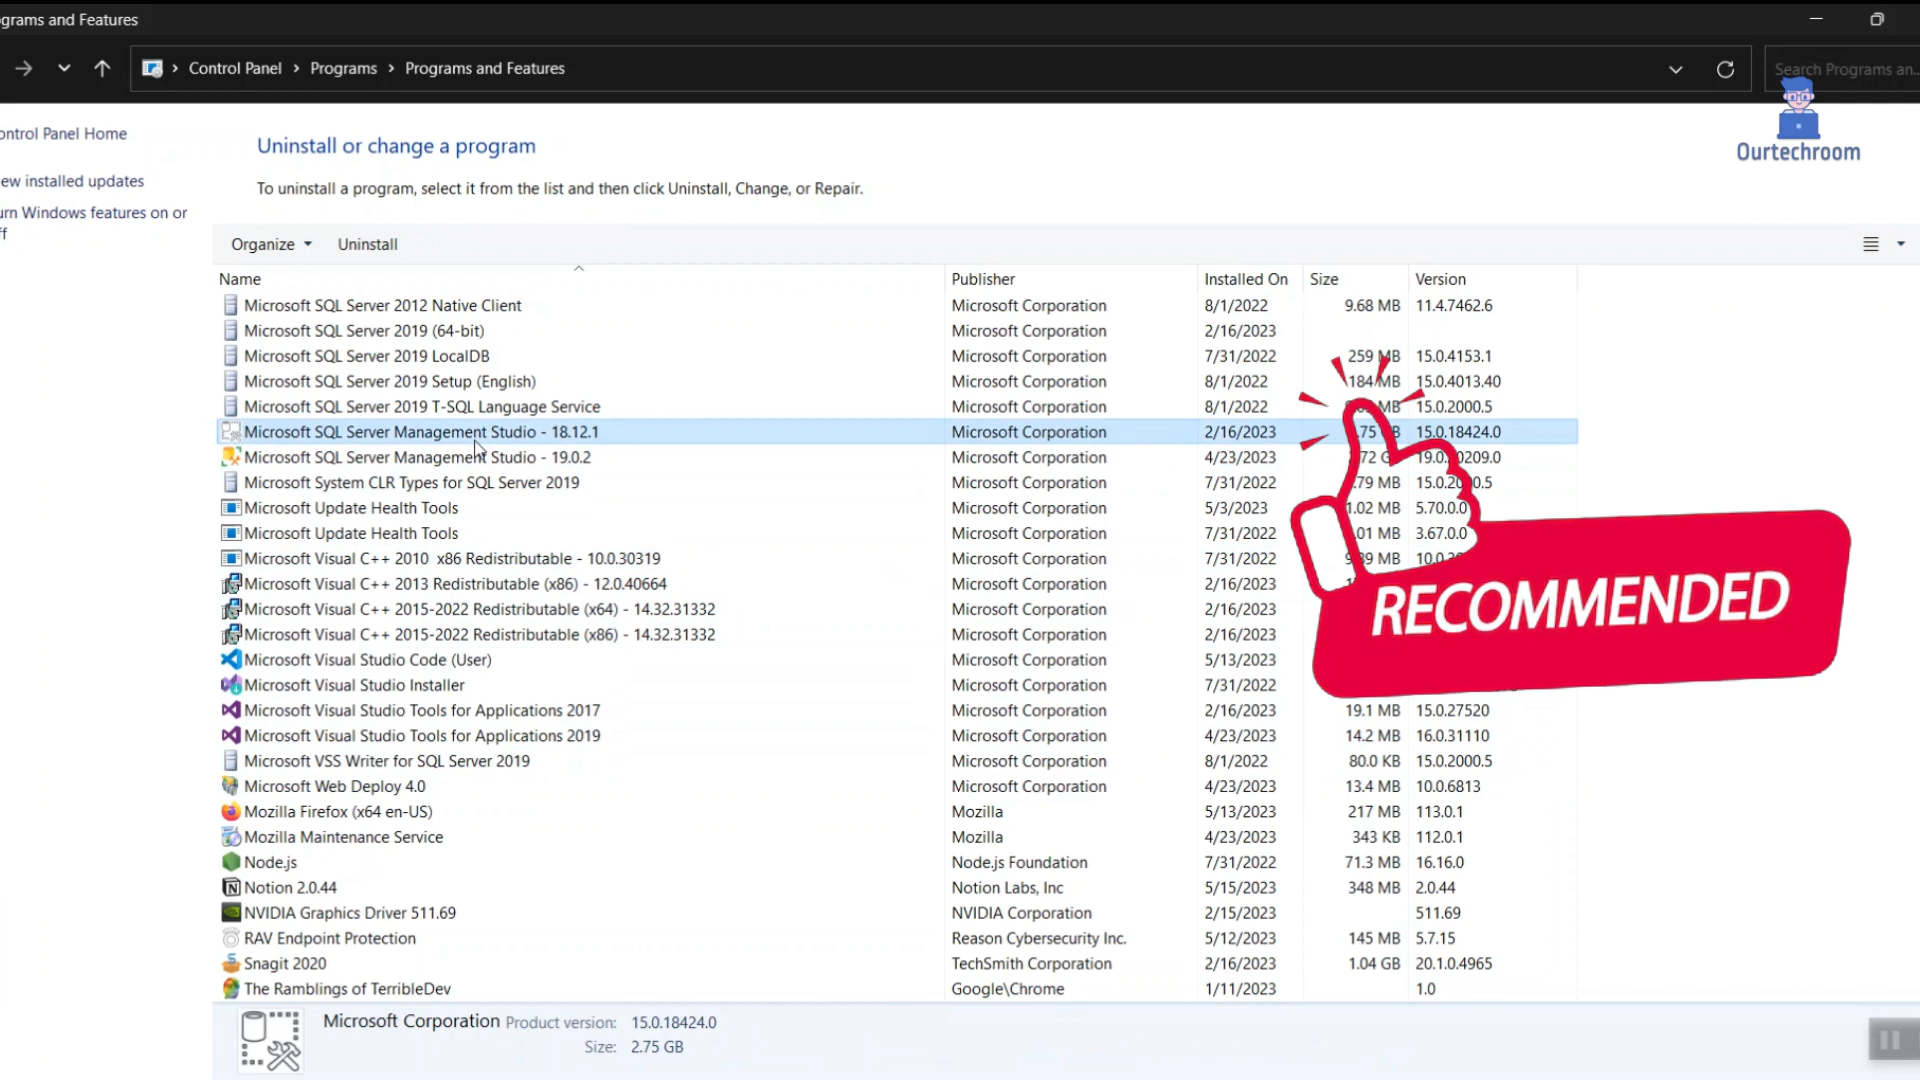 grams and Features
Control Panel > Programs > Programs and Features
Search Programs an...
Ourtechroom
ontrol Panel Home
ew installed updates
urn Windows features on or
ff
Uninstall or change a program
To uninstall a program, select it from the list and then click Uninstall, Change, or Repair.
Organize Uninstall
Name Publisher Installed On Size Version
Microsoft SQL Server 2012 Native Client Microsoft Corporation 8/1/2022 9.68 MB 11.4.7462.6
Microsoft SQL Server 2019 (64-bit) Microsoft Corporation 2/16/2023
Microsoft SQL Server 2019 LocalDB Microsoft Corporation 7/31/2022 259 MB 15.0.4153.1
Microsoft SQL Server 2019 Setup (English) Microsoft Corporation 8/1/2022 184 MB 15.0.4013.40
Microsoft SQL Server 2019 T-SQL Language Service Microsoft Corporation 8/1/2022 MB 15.0.2000.5
Microsoft SQL Server Management Studio - 18.12.1 Microsoft Corporation 2/16/2023 .75 GB 15.0.18424.0
Microsoft SQL Server Management Studio - 19.0.2 Microsoft Corporation 4/23/2023
Microsoft System CLR Types for SQL Server 2019 Microsoft Corporation 7/31/2022 .79 MB
Microsoft Update Health Tools Microsoft Corporation 5/3/2023 1.02 MB 5.70.0.0
Microsoft Update Health Tools Microsoft Corporation 7/31/2022 .01 MB 3.67.0.0
Microsoft Visual C++ 2010 x86 Redistributable - 10.0.30319 Microsoft Corporation 7/31/2022
Microsoft Visual C++ 2013 Redistributable (x86) - 12.0.40664 Microsoft Corporation 2/16/2023
Microsoft Visual C++ 2015-2022 Redistributable (x64) - 14.32.31332 Microsoft Corporation 2/16/2023
Microsoft Visual C++ 2015-2022 Redistributable (x86) - 14.32.31332 Microsoft Corporation 2/16/2023
RECOMMENDED
Microsoft Visual Studio Code (User) Microsoft Corporation 5/13/2023
Microsoft Visual Studio Installer Microsoft Corporation 7/31/2022
Microsoft Visual Studio Tools for Applications 2017 Microsoft Corporation 2/16/2023 19.1 MB 15.0.27520
Microsoft Visual Studio Tools for Applications 2019 Microsoft Corporation 4/23/2023 14.2 MB 16.0.31110
Microsoft VSS Writer for SQL Server 2019 Microsoft Corporation 8/1/2022 80.0 KB 15.0.2000.5
Microsoft Web Deploy 4.0 Microsoft Corporation 4/23/2023 13.4 MB 10.0.6813
Mozilla Firefox (x64 en-US) Mozilla 5/13/2023 217 MB 113.0.1
Mozilla Maintenance Service Mozilla 4/23/2023 343 KB 112.0.1
Node.js Node.js Foundation 7/31/2022 71.3 MB 16.16.0
Notion 2.0.44 Notion Labs, Inc 5/15/2023 348 MB 2.0.44
NVIDIA Graphics Driver 511.69 NVIDIA Corporation 2/15/2023 511.69
RAV Endpoint Protection Reason Cybersecurity Inc. 5/12/2023 145 MB 5.7.15
Snagit 2020 TechSmith Corporation 2/16/2023 1.04 GB 20.1.0.4965
The Ramblings of TerribleDev Google\Chrome 1/11/2023 1.0
Microsoft Corporation Product version: 15.0.18424.0
Size: 2.75 GB